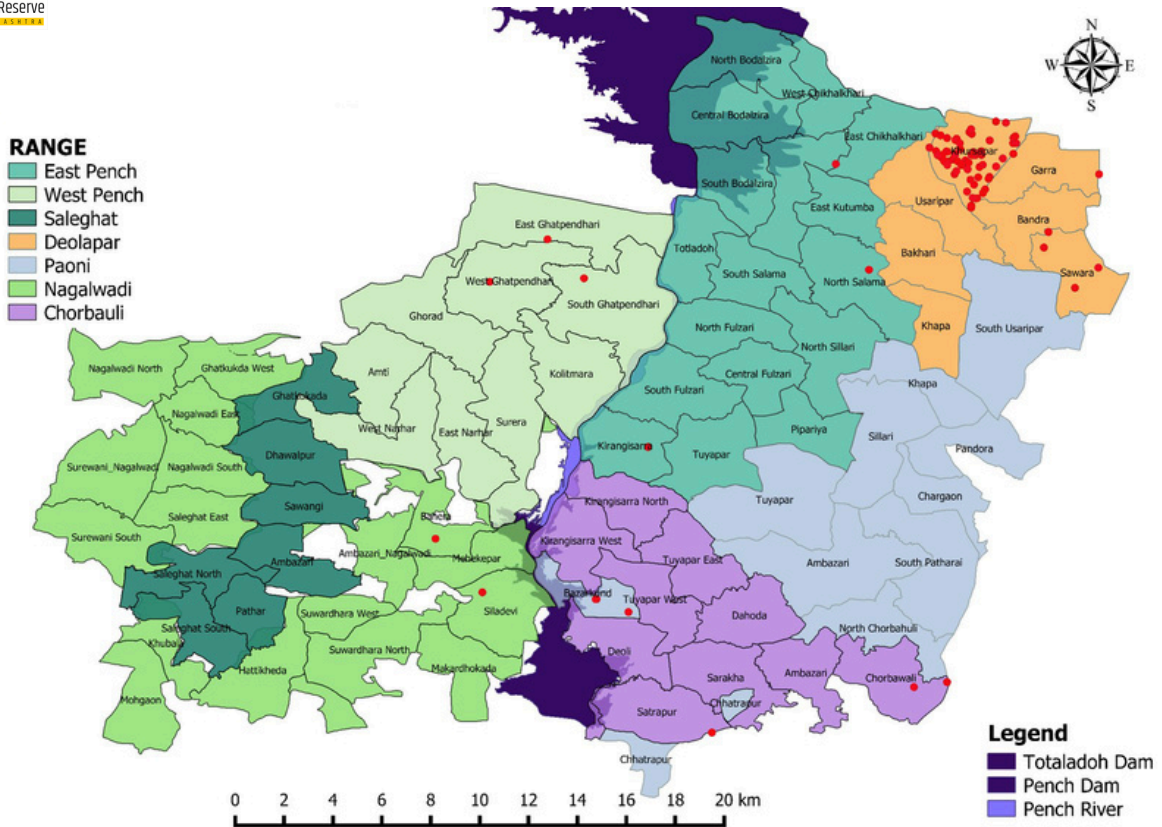 Reserve
ASHTRA
N
W E
S
RANGE
East Pench
West Pench
Saleghat
Deolapar
Paoni
Nagalwadi
Chorbauli
North Bodalzira
West Chikhalkhari
Central Bodalzira
East Chikhalkhari
Khursapar
Garra
South Bodalzira
Usaripar
East Kutumba
Bandra
East Ghatpendhari
Totladoh
Bakhari
South Salama
Sawara
West Ghatpendhari
North Salama
South Ghatpendhari
Ghorad
North Fulzari
Khapa
South Usaripar
North Sillari
Nagalwadi North
Ghatkukda West
Amti
Kolitmara
Central Fulzari
South Fulzari
Khapa
Ghatkokada
Nagalwadi East
West Narhar
East Narhar
Surera
Pipariya
Sillari
Kirangisarra
Tuyapar
Pandora
Dhawalpur
Surewani_Nagalwadi
Nagalwadi South
Tuyapar
Chargaon
Sawangi
Kirangisarra North
Saleghat East
Banera
Surewani South
Kirangisarra West
Ambazari_Nagalwadi
Mahekepar
Tuyapar East
Ambazari
South Patharai
Ambazari
Saleghat North
Bazarkund
Tuyapar West
Pathar
Suwardhara West
Siladevi
Dahoda
Saleghat South
North Chorbahuli
Khubala
Suwardhara North
Deoli
Hattikheda
Makardhokada
Sarakha
Ambazari
Chorbawali
Mohgaon
Chhatrapur
Satrapur
Chhatrapur
Legend
Totaladoh Dam
Pench Dam
Pench River
0 2 4 6 8 10 12 14 16 18 20 km